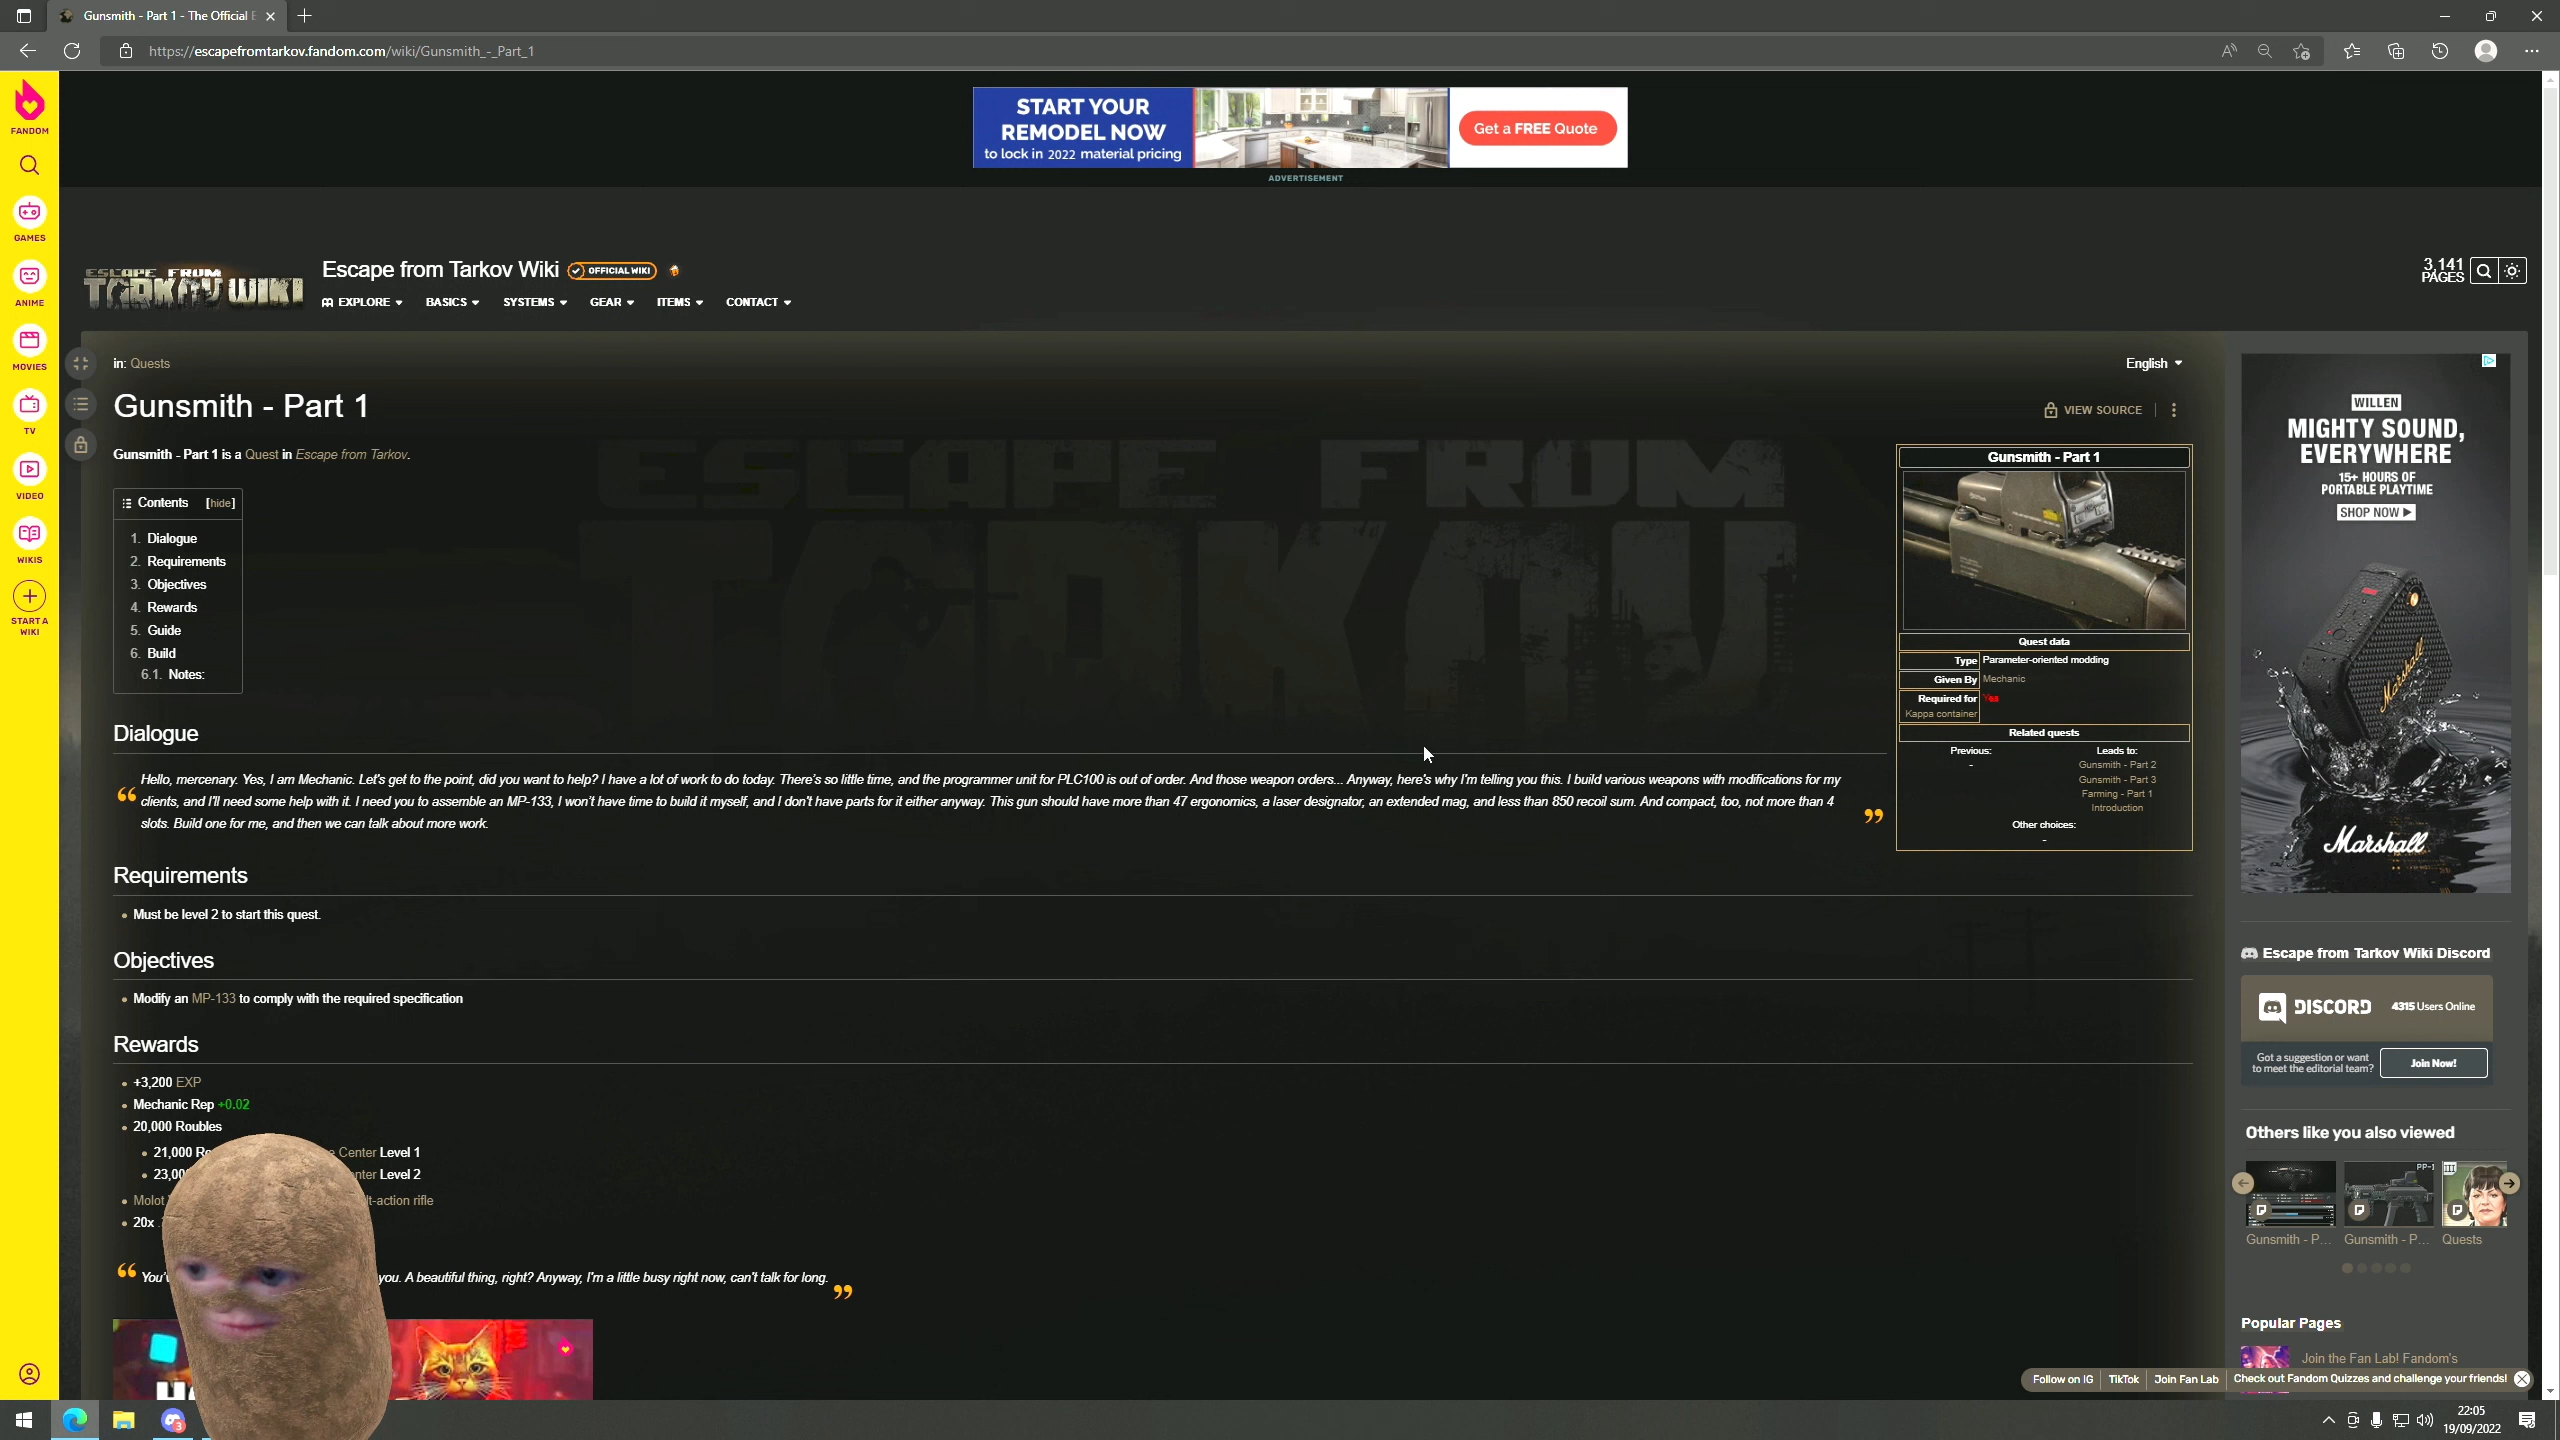 Gunsmith - Part 1 - The Official E
https://escapefromtarkov.fandom.com/wiki/Gunsmith_-_Part_1
FANDOM
GAMES
ANIME
MOVIES
TV
VIDEO
WIKIS
START A
WIKI
START YOUR
REMODEL NOW
to lock in 2022 material pricing
Get a FREE Quote
ADVERTISEMENT
ESCAPE FROM
TARKOV WIKI
Escape from Tarkov Wiki
OFFICIAL WIKI
EXPLORE
BASICS
SYSTEMS
GEAR
ITEMS
CONTACT
3,141
PAGES
in: Quests
English
Gunsmith - Part 1
VIEW SOURCE
Gunsmith - Part 1 is a Quest in Escape from Tarkov.
ESCAPE FROM
TARKOV
Contents [hide]
1. Dialogue
2. Requirements
3. Objectives
4. Rewards
5. Guide
6. Build
6.1. Notes:
Gunsmith - Part 1
Quest data
Type Parameter-oriented modding
Given By Mechanic
Required for Yes
Kappa container
Related quests
Previous:
-
Leads to:
Gunsmith - Part 2
Gunsmith - Part 3
Farming - Part 1
Introduction
Other choices:
-
Dialogue
“ Hello, mercenary. Yes, I am Mechanic. Let's get to the point, did you want to help? I have a lot of work to do today. There's so little time, and the programmer unit for PLC100 is out of order. And those weapon orders... Anyway, here's why I'm telling you this. I build various weapons with modifications for my
clients, and I'll need some help with it. I need you to assemble an MP-133, I won't have time to build it myself, and I don't have parts for it either anyway. This gun should have more than 47 ergonomics, a laser designator, an extended mag, and less than 850 recoil sum. And compact, too, not more than 4
slots. Build one for me, and then we can talk about more work. ”
Requirements
Must be level 2 to start this quest.
Objectives
Modify an MP-133 to comply with the required specification
Rewards
+3,200 EXP
Mechanic Rep +0.02
20,000 Roubles
21,000 Center Level 1
Level 2
Molot -action rifle
20x
“ you. A beautiful thing, right? Anyway, I'm a little busy right now, can't talk for long. ”
WILLEN
MIGHTY SOUND,
EVERYWHERE
15+ HOURS OF
PORTABLE PLAYTIME
SHOP NOW
Marshall
Marshall
Escape from Tarkov Wiki Discord
DISCORD
4315 Users Online
Got a suggestion or want
to meet the editorial team?
Join Now!
Others like you also viewed
Gunsmith - P...
Gunsmith - P...
Quests
Popular Pages
Join the Fan Lab! Fandom's
Follow on IG
TikTok
Join Fan Lab
Check out Fandom Quizzes and challenge your friends!
3
22:05
19/09/2022